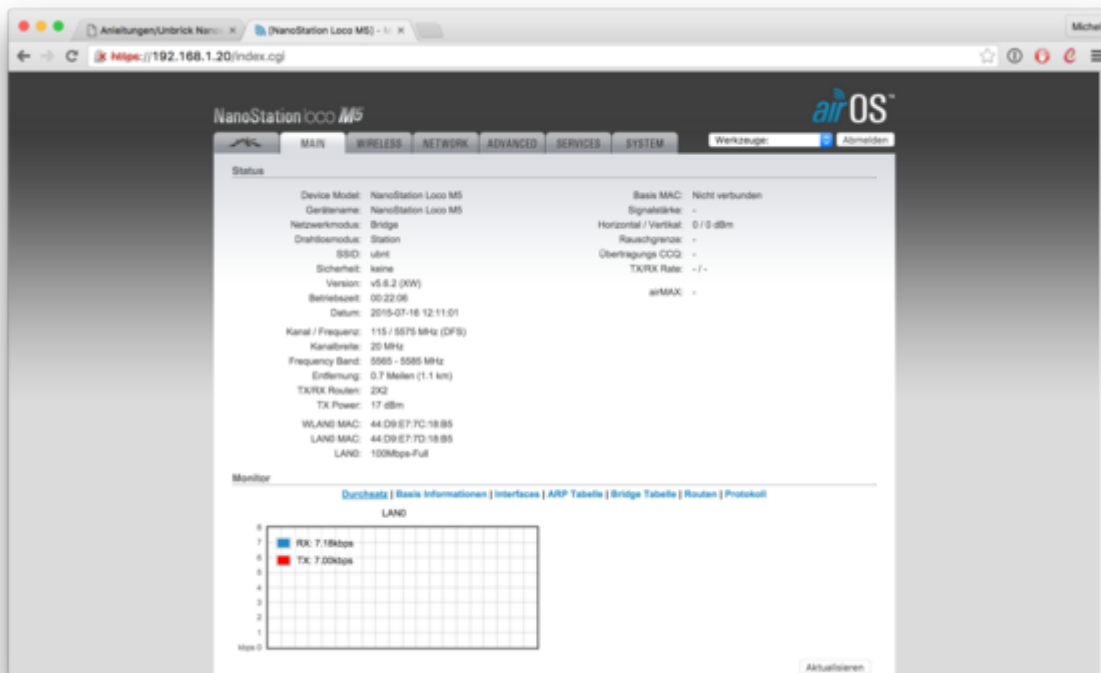 Anleitungen/Unbrick Nano
[NanoStation Loco M5] - M
Michel
https://192.168.1.20/index.cgi
NanoStation loco M5
airOS™
MAIN WIRELESS NETWORK ADVANCED SERVICES SYSTEM
Werkzeuge: Abmelden
Status
Device Model: NanoStation Loco M5
Gerätename: NanoStation Loco M5
Netzwerkmodus: Bridge
Drahtlosmodus: Station
SSID: ubnt
Sicherheit: keine
Version: v5.6.2 (XW)
Betriebszeit: 00:22:06
Datum: 2015-07-16 12:11:01
Kanal / Frequenz: 115 / 5575 MHz (DFS)
Kanalbreite: 20 MHz
Frequency Band: 5565 - 5585 MHz
Entfernung: 0.7 Meilen (1.1 km)
TX/RX Routen: 2X2
TX Power: 17 dBm
WLAN0 MAC: 44:D9:E7:7C:18:B5
LAN0 MAC: 44:D9:E7:7D:18:B5
LAN0: 100Mbps-Full
Basis MAC: Nicht verbunden
Signalstärke: -
Horizontal / Vertikal: 0 / 0 dBm
Rauschgrenze: -
Übertragungs CCQ: -
TX/RX Rate: - / -
airMAX: -
Monitor
Durchsatz | Basis Informationen | Interfaces | ARP Tabelle | Bridge Tabelle | Routen | Protokoll
LAN0
8
7
RX: 7.18kbps
6
TX: 7.00kbps
5
4
3
2
1
kbps 0
Aktualisieren